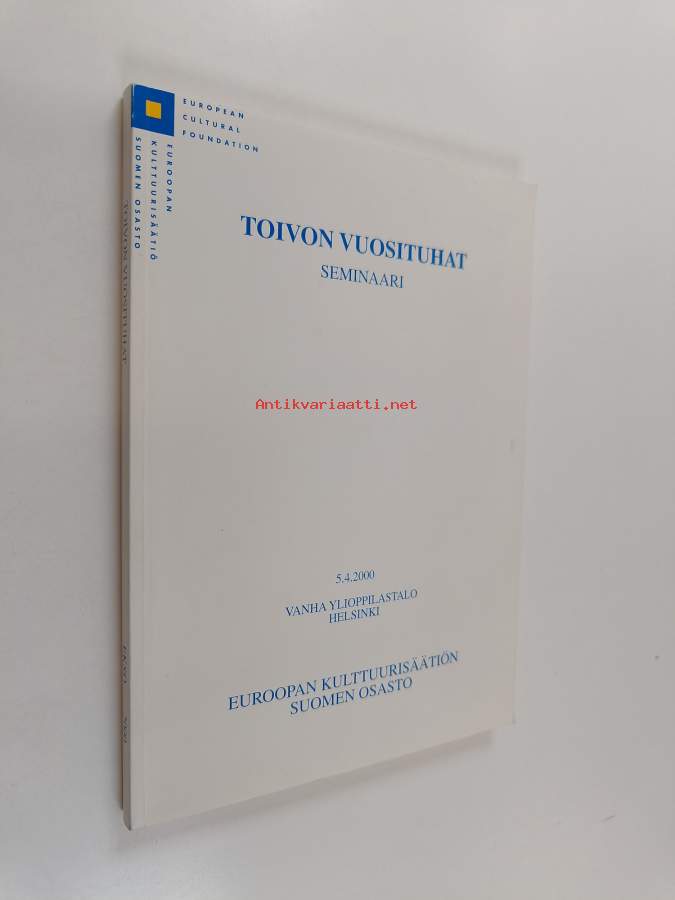 EUROPEAN
CULTURAL
FOUNDATION
EUROOPAN
KULTTUURISÄÄTIÖ
SUOMEN OSASTO
TOIVON VUOSITUHAT
TOIVON VUOSITUHAT
SEMINAARI
Antikvariaatti.net
5.4.2000
VANHA YLIOPPILASTALO
HELSINKI
EUROOPAN KULTTUURISÄÄTIÖN
SUOMEN OSASTO